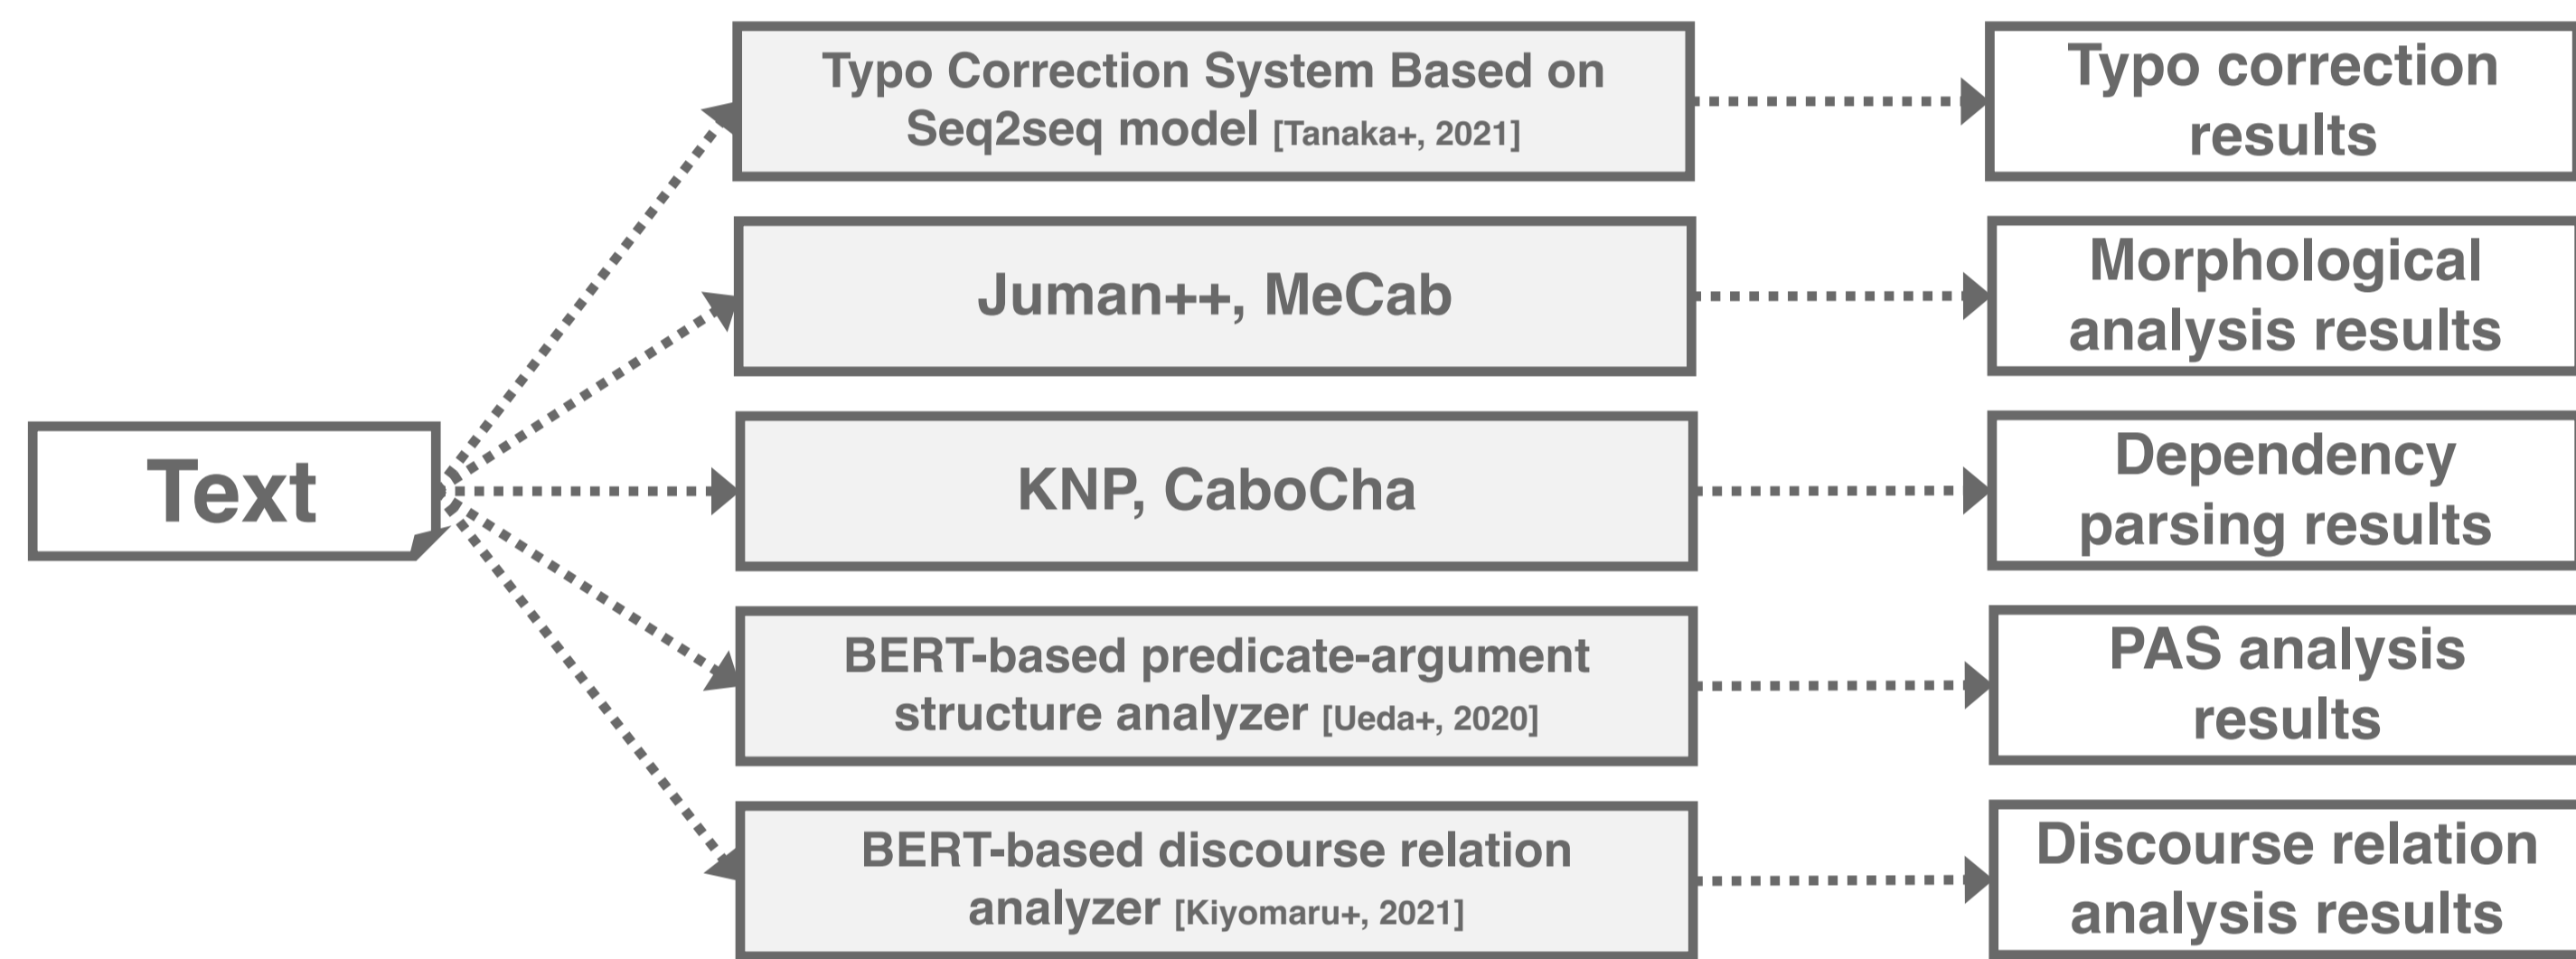 Text
Typo Correction System Based on
Seq2seq model [Tanaka+, 2021]
Typo correction
results
Juman++, MeCab
Morphological
analysis results
KNP, CaboCha
Dependency
parsing results
BERT-based predicate-argument
structure analyzer [Ueda+, 2020]
PAS analysis
results
BERT-based discourse relation
analyzer [Kiyomaru+, 2021]
Discourse relation
analysis results